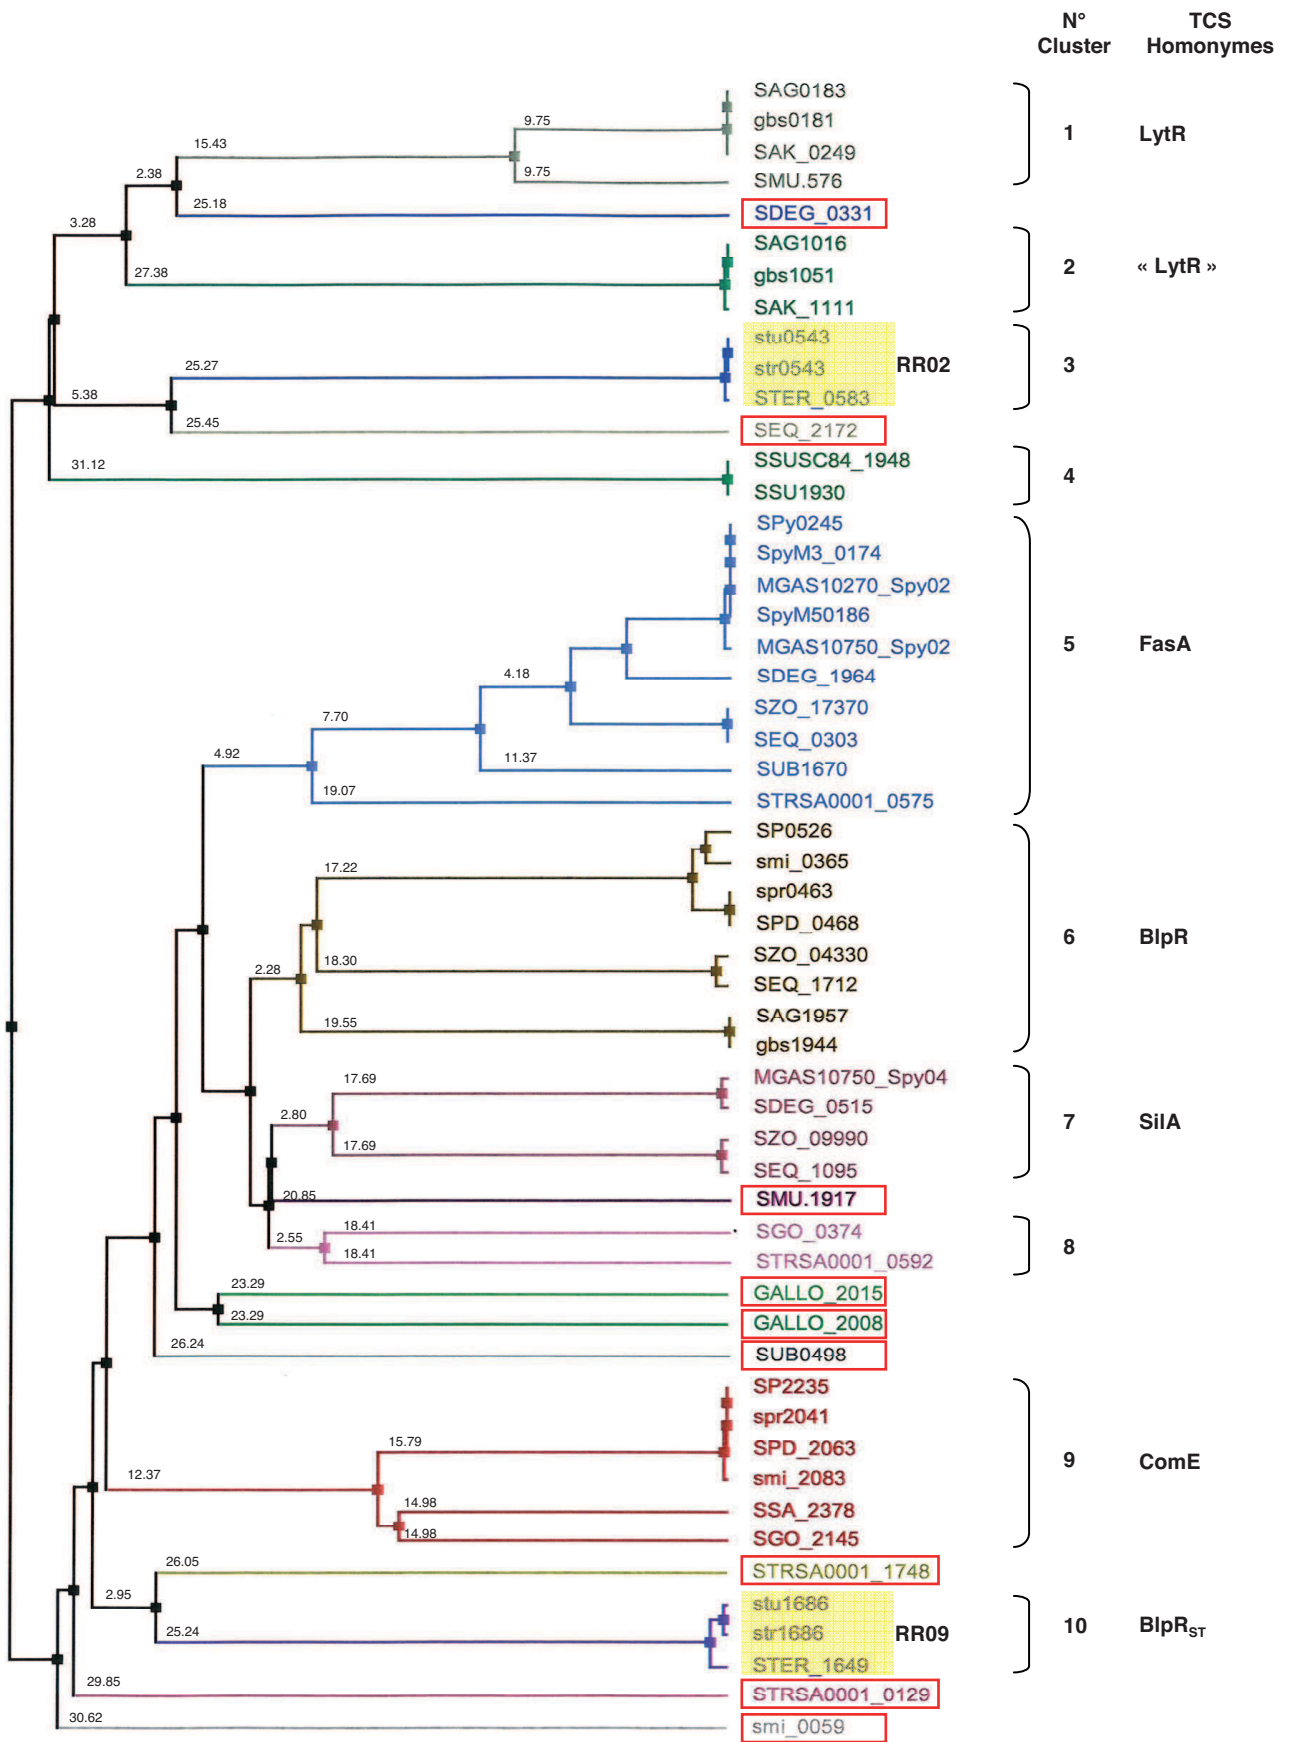 N° TCS
Cluster Homonymes
SAG0183
gbs0181
9.75
1 LytR
15.43
SAK_0249
9.75
SMU.576
2.38
25.18
SDEG_0331
3.28
SAG1016
2 « LytR »
27.38
gbs1051
SAK_1111
stu0543
25.27
str0543
RR02
3
5.38
STER_0583
25.45
SEQ_2172
31.12
SSUSC84_1948
4
SSU1930
SPy0245
SpyM3_0174
MGAS10270_Spy02
SpyM50186
5 FasA
MGAS10750_Spy02
4.18
SDEG_1964
7.70
SZO_17370
SEQ_0303
4.92
11.37
SUB1670
19.07
STRSA0001_0575
SP0526
17.22
smi_0365
spr0463
SPD_0468
6 BlpR
18.30
SZO_04330
2.28
SEQ_1712
19.55
SAG1957
gbs1944
17.69
MGAS10750_Spy04
SDEG_0515
2.80
7 SilA
17.69
SZO_09990
SEQ_1095
20.85
SMU.1917
18.41
SGO_0374
2.55
8
18.41
STRSA0001_0592
23.29
GALLO_2015
23.29
GALLO_2008
26.24
SUB0498
SP2235
spr2041
15.79
SPD_2063
9 ComE
12.37
smi_2083
14.98
SSA_2378
14.98
SGO_2145
26.05
STRSA0001_1748
2.95
stu1686
25.24
str1686
RR09
10 BlpRST
STER_1649
29.85
STRSA0001_0129
30.62
smi_0059